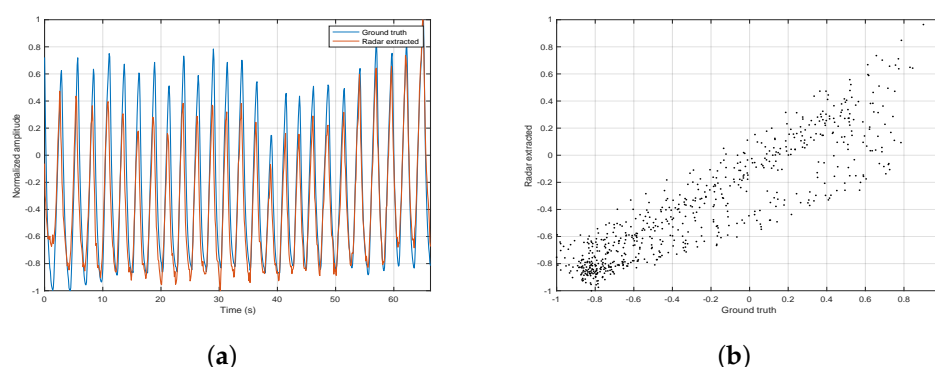 Ground truth
Radar extracted
1
0.8
0.6
0.4
0.2
0
-0.2
-0.4
-0.6
-0.8
-1
Normalized amplitude
0 10 20 30 40 50 60
Time (s)
(a)
1
0.8
0.6
0.4
0.2
0
-0.2
-0.4
-0.6
-0.8
-1
Radar extracted
-1 -0.8 -0.6 -0.4 -0.2 0 0.2 0.4 0.6 0.8
Ground truth
(b)